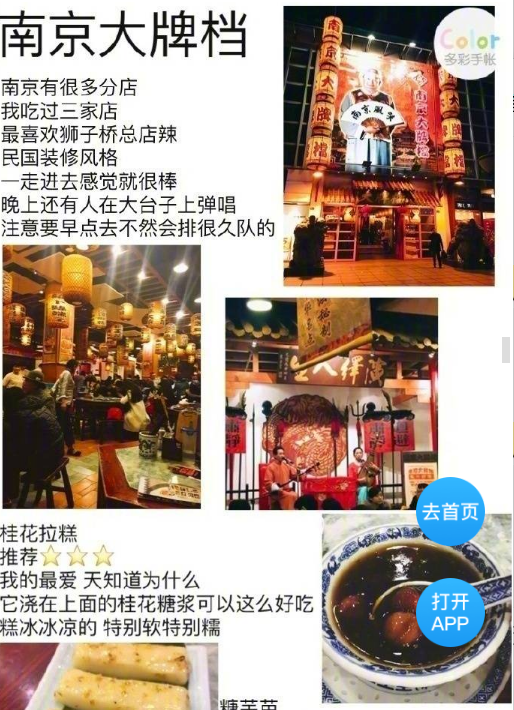 南京大牌档
Color
多彩手帐
南京有很多分店
我吃过三家店
最喜欢狮子桥总店辣
民国装修风格
一走进去感觉就很棒
晚上还有人在大台子上弹唱
注意要早点去不然会排很久队的
南京大牌檔
南京大牌檔
去首页
打开
APP
桂花拉糕
推荐
我的最爱 天知道为什么
它浇在上面的桂花糖浆可以这么好吃
糕冰冰凉的 特别软特别糯
糖芋苗